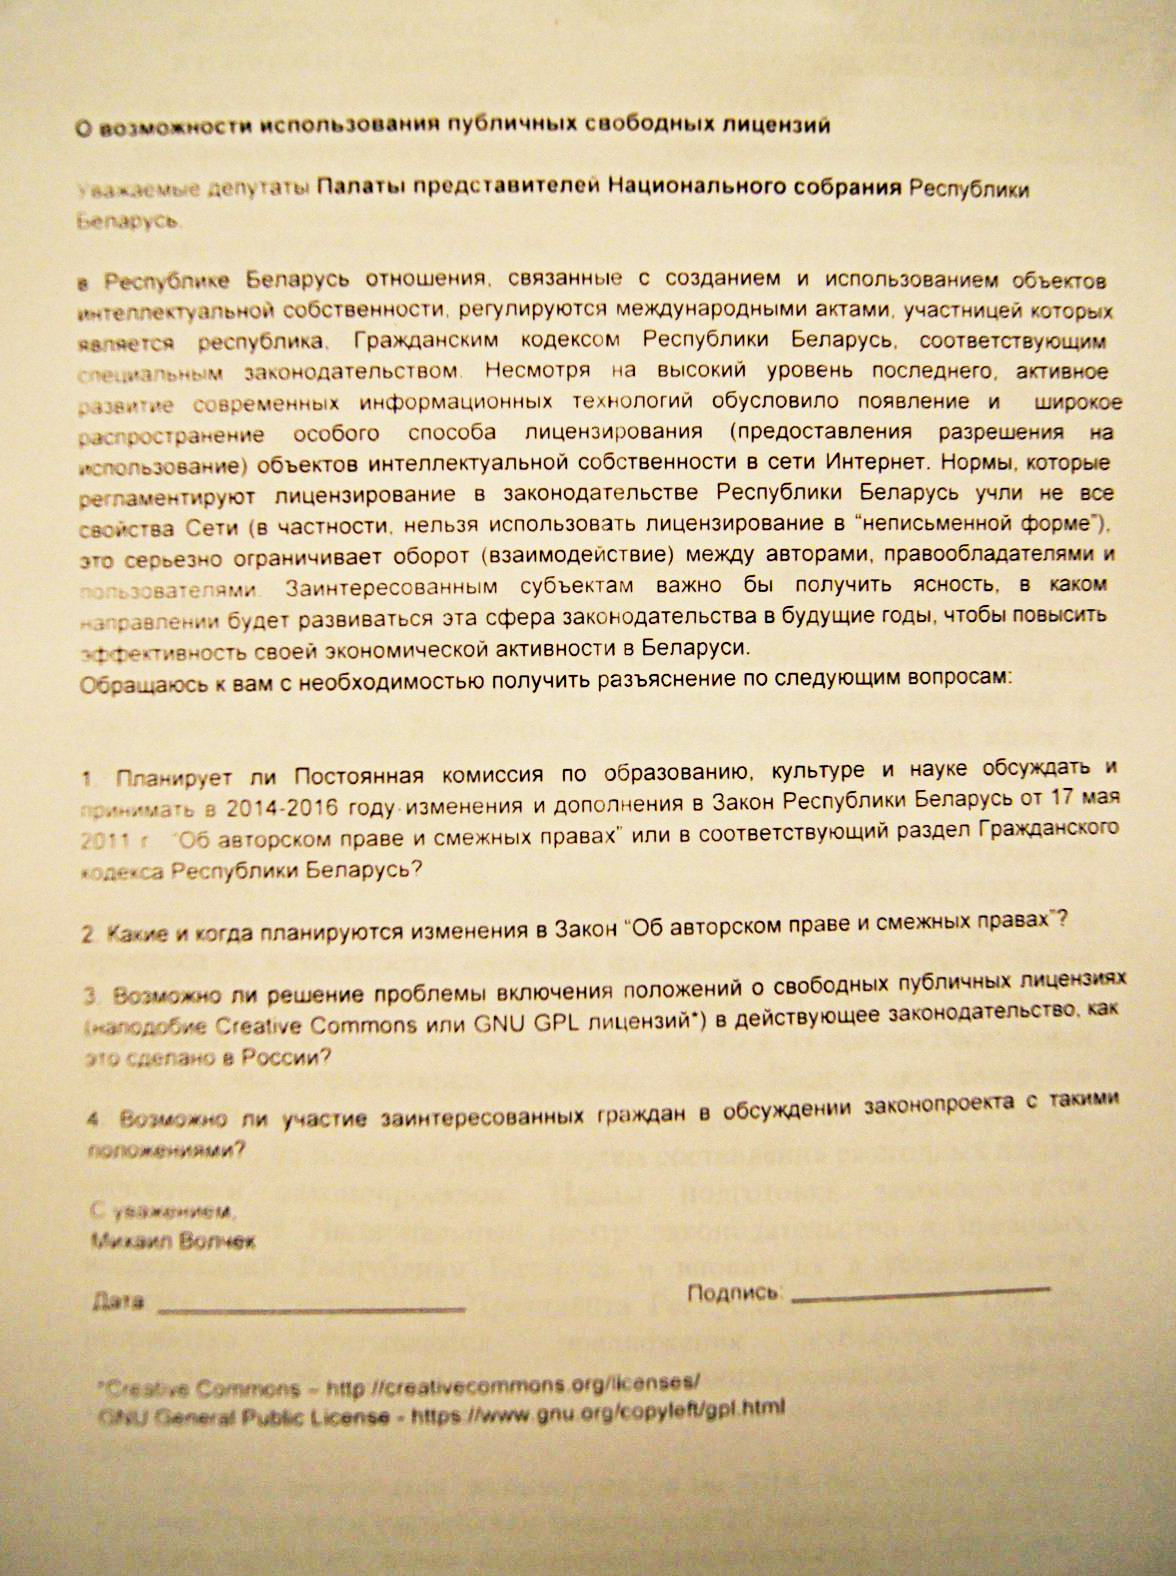 О возможности использования публичных свободных лицензий
Уважаемые депутаты Палаты представителей Национального собрания Республики
Беларусь.
в Республике Беларусь отношения, связанные с созданием и использованием объектов
интеллектуальной собственности, регулируются международными актами, участницей которых
является республика, Гражданским кодексом Республики Беларусь, соответствующим
специальным законодательством. Несмотря на высокий уровень последнего, активное
развитие современных информационных технологий обусловило появление и широкое
распространение особого способа лицензирования (предоставления разрешения на
использование) объектов интеллектуальной собственности в сети Интернет. Нормы, которые
регламентируют лицензирование в законодательстве Республики Беларусь учли не все
свойства Сети (в частности, нельзя использовать лицензирование в “неписьменной форме”),
это серьезно ограничивает оборот (взаимодействие) между авторами, правообладателями и
пользователями. Заинтересованным субъектам важно бы получить ясность, в каком
направлении будет развиваться эта сфера законодательства в будущие годы, чтобы повысить
эффективность своей экономической активности в Беларуси.
Обращаюсь к вам с необходимостью получить разъяснение по следующим вопросам:
1. Планирует ли Постоянная комиссия по образованию, культуре и науке обсуждать и
принимать в 2014-2016 году изменения и дополнения в Закон Республики Беларусь от 17 мая
2011 г. “Об авторском праве и смежных правах” или в соответствующий раздел Гражданского
кодекса Республики Беларусь?
2. Какие и когда планируются изменения в Закон “Об авторском праве и смежных правах”?
3. Возможно ли решение проблемы включения положений о свободных публичных лицензиях
(наподобие Creative Commons или GNU GPL лицензий*) в действующее законодательство, как
это сделано в России?
4. Возможно ли участие заинтересованных граждан в обсуждении законопроекта с такими
положениями?
С уважением,
Михаил Волчек
Дата Подпись:
*Creative Commons - http://creativecommons.org/licenses/
GNU General Public License - https://www.gnu.org/copyleft/gpl.html